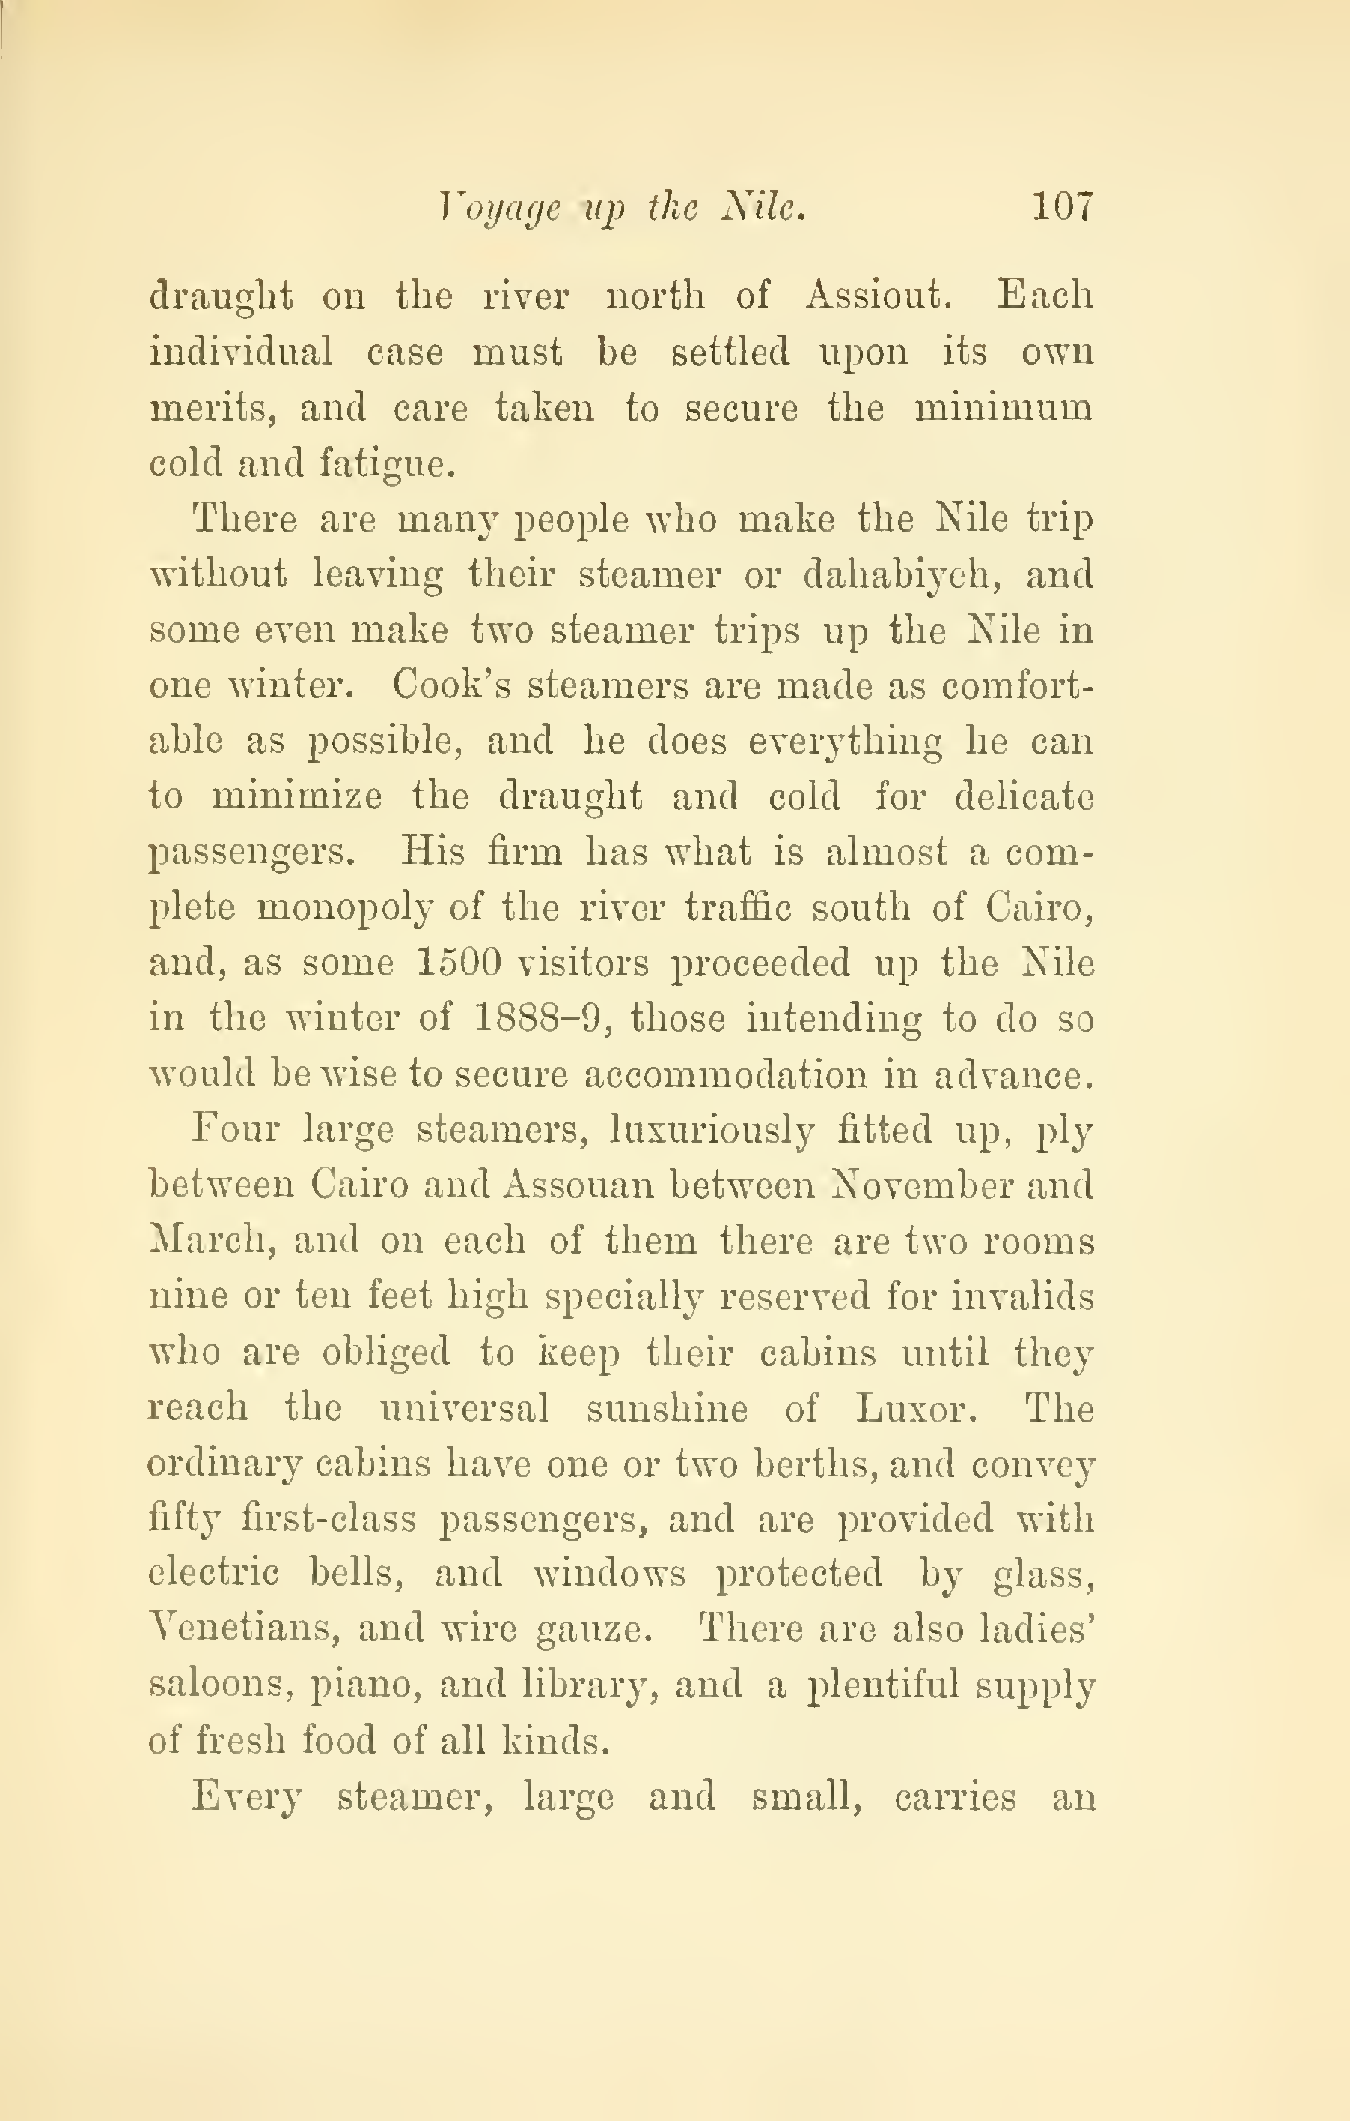 Voyage up the Nile. 107
draught on the river north of Assiout. Each
individual case must be settled upon its own
merits, and care taken to secure the minimum
cold and fatigue.
There are many people who make the Nile trip
without leaving their steamer or dahabiyeh, and
some even make two steamer trips up the Nile in
one winter. Cook's steamers are made as comfort-
able as possible, and he does everything he can
to minimize the draught and cold for delicate
passengers. His firm has what is almost a com-
plete monopoly of the river traffic south of Cairo,
and, as some 1500 visitors proceeded up the Nile
in the winter of 1888-9, those intending to do so
would be wise to secure accommodation in advance.
Four large steamers, luxuriously fitted up, ply
between Cairo and Assouan between November and
March, and on each of them there are two rooms
nine or ten feet high specially reserved for invalids
who are obliged to keep their cabins until they
reach the universal sunshine of Luxor. The
ordinary cabins have one or two berths, and convey
fifty first-class passengers, and are provided with
electric bells, and windows protected by glass,
Venetians, and wire gauze. There are also ladies'
saloons, piano, and library, and a plentiful supply
of fresh food of all kinds.
Every steamer, large and small, carries an